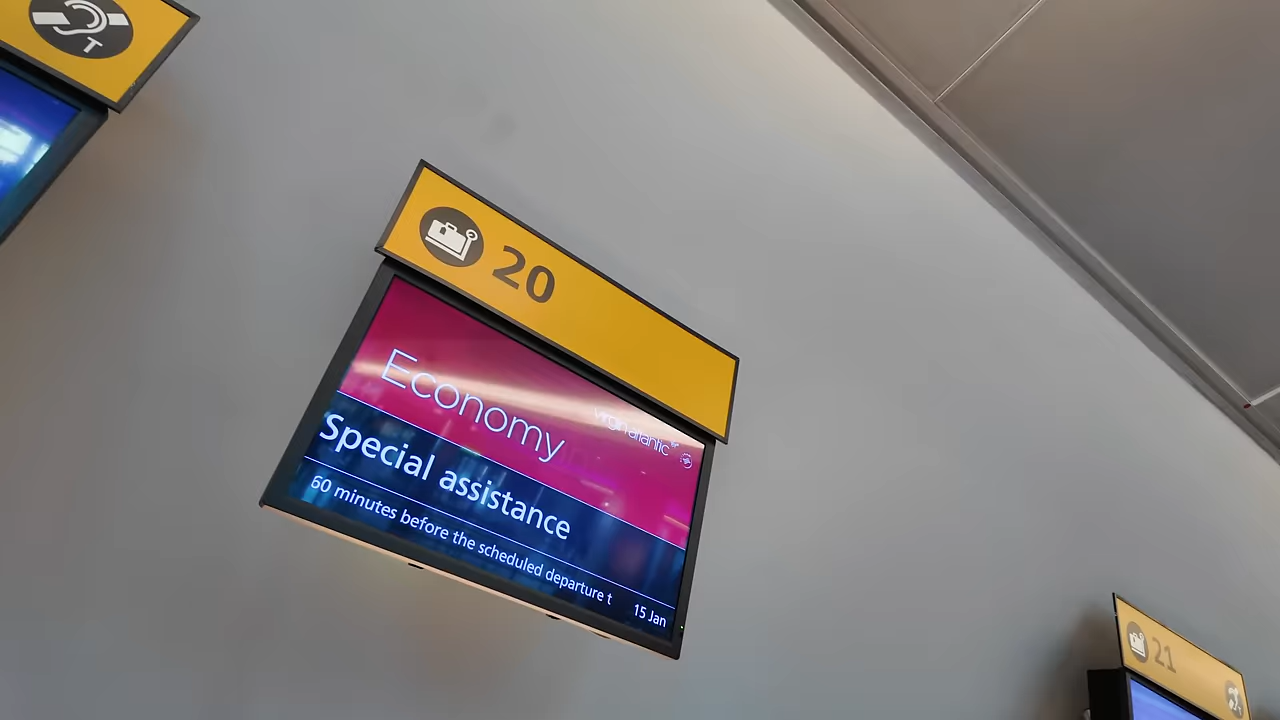 T
20
Economy
virgin atlantic
Special assistance
60 minutes before the scheduled departure t
15 Jan
21